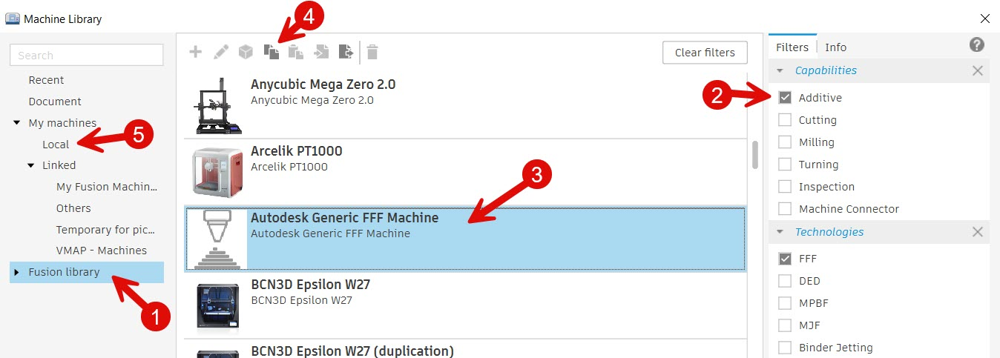 Machine Library
4
Search
Clear filters
Filters
Info
?
Recent
Document
My machines
Local
5
Linked
My Fusion Machin...
Others
Temporary for pic...
VMAP - Machines
Fusion library
1
Anycubic Mega Zero 2.0
Anycubic Mega Zero 2.0
Arcelik PT1000
Arcelik PT1000
3
Autodesk Generic FFF Machine
Autodesk Generic FFF Machine
BCN3D Epsilon W27
BCN3D Epsilon W27
BCN3D Epsilon W27 (duplication)
Capabilities
2
Additive
Cutting
Milling
Turning
Inspection
Machine Connector
Technologies
FFF
DED
MPBF
MJF
Binder Jetting